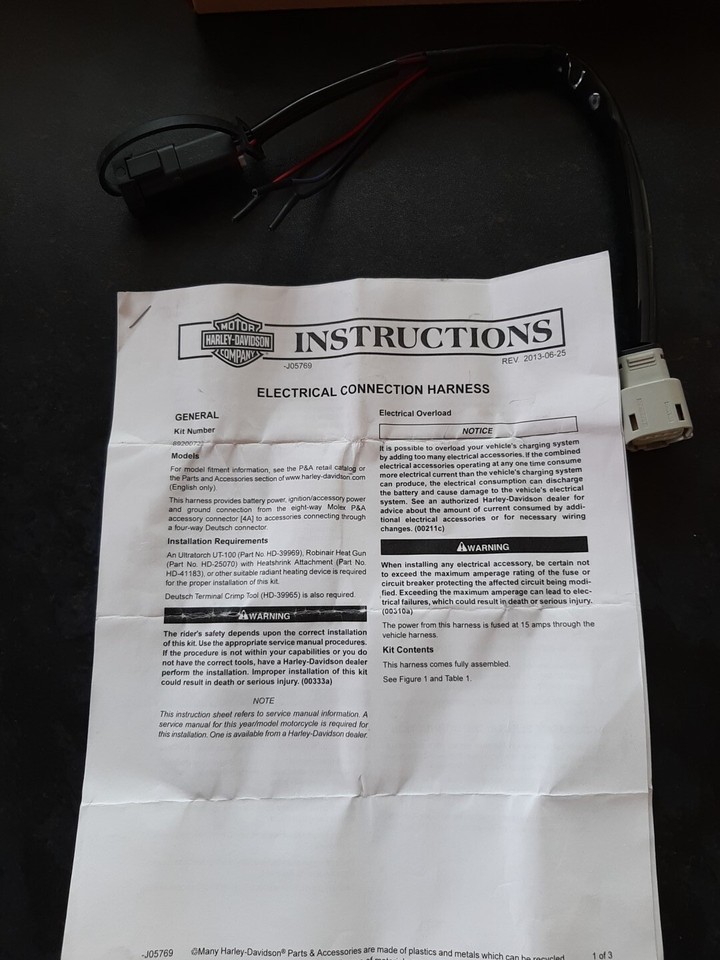 MOTOR
HARLEY-DAVIDSON
COMPANY
INSTRUCTIONS
-J05769
REV. 2013-06-25
ELECTRICAL CONNECTION HARNESS
GENERAL
Kit Number
Models
For model fitment information, see the P&A retail catalog or
the Parts and Accessories section of www.harley-davidson.com
(English only).
This harness provides battery power, ignition/accessory power
and ground connection from the eight-way Molex P&A
accessory connector [4A] to accessories connecting through
a four-way Deutsch connector.
Installation Requirements
An Ultratorch UT-100 (Part No. HD-39969), Robinair Heat Gun
(Part No. HD-25070) with Heatshrink Attachment (Part No.
HD-41183), or other suitable radiant heating device is required
for the proper installation of this kit.
Deutsch Terminal Crimp Tool (HD-39965) is also required.
WARNING
The rider's safety depends upon the correct installation
of this kit. Use the appropriate service manual procedures.
If the procedure is not within your capabilities or you do
not have the correct tools, have a Harley-Davidson dealer
perform the installation. Improper installation of this kit
could result in death or serious injury. (00333a)
NOTE
This instruction sheet refers to service manual information. A
service manual for this year/model motorcycle is required for
this installation. One is available from a Harley-Davidson dealer.
Electrical Overload
NOTICE
It is possible to overload your vehicle's charging system
by adding too many electrical accessories. If the combined
electrical accessories operating at any one time consume
more electrical current than the vehicle's charging system
can produce, the electrical consumption can discharge
the battery and cause damage to the vehicle's electrical
system. See an authorized Harley-Davidson dealer for
advice about the amount of current consumed by addi-
tional electrical accessories or for necessary wiring
changes. (00211c)
WARNING
When installing any electrical accessory, be certain not
to exceed the maximum amperage rating of the fuse or
circuit breaker protecting the affected circuit being modi-
fied. Exceeding the maximum amperage can lead to elec-
trical failures, which could result in death or serious injury.
(00310a)
The power from this harness is fused at 15 amps through the
vehicle harness.
Kit Contents
This harness comes fully assembled.
See Figure 1 and Table 1.
-J05769
©Many Harley-Davidson® Parts & Accessories are made of plastics and metals which can be recycled.
1 of 3